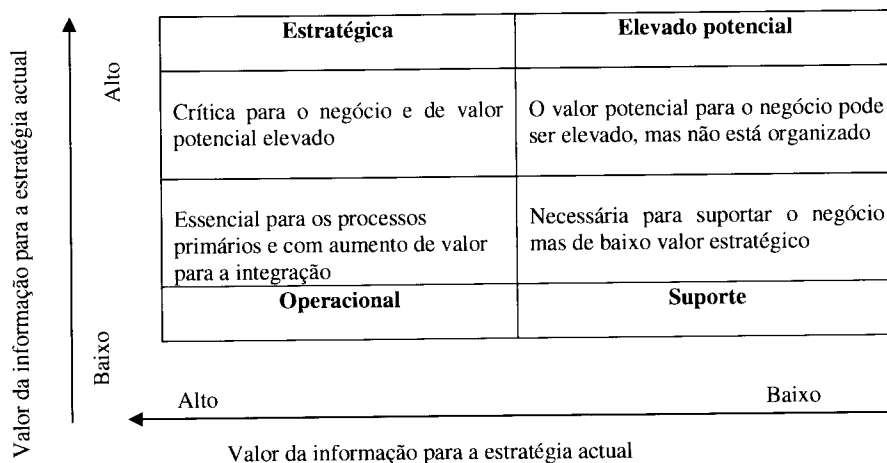 Valor da informação para a estratégia actual
Alto
Baixo
Estratégica
Elevado potencial
Crítica para o negócio e de valor
potencial elevado
O valor potencial para o negócio pode
ser elevado, mas não está organizado
Essencial para os processos
primários e com aumento de valor
para a integração
Necessária para suportar o negócio
mas de baixo valor estratégico
Operacional
Suporte
Alto
Baixo
Valor da informação para a estratégia actual